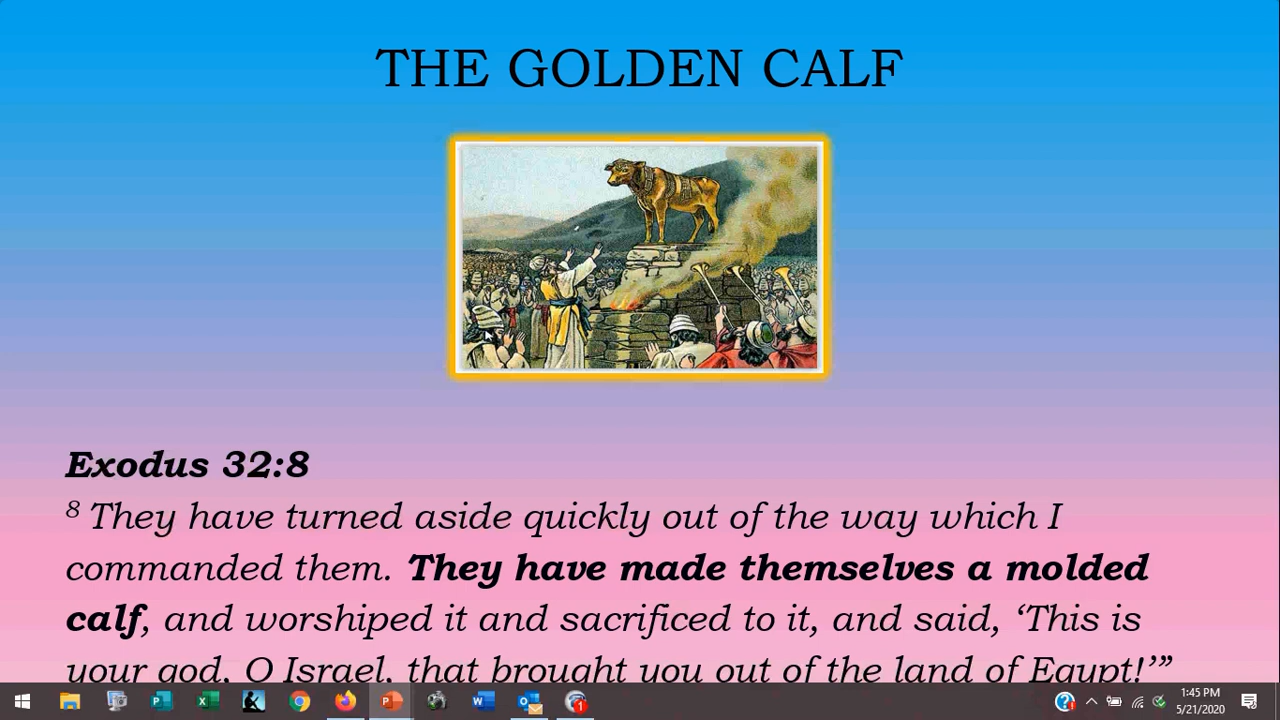 THE GOLDEN CALF
Exodus 32:8
8 They have turned aside quickly out of the way which I
commanded them. They have made themselves a molded
calf, and worshiped it and sacrificed to it, and said, ‘This is
your god, O Israel, that brought you out of the land of Egypt!’”
1:45 PM
5/21/2020